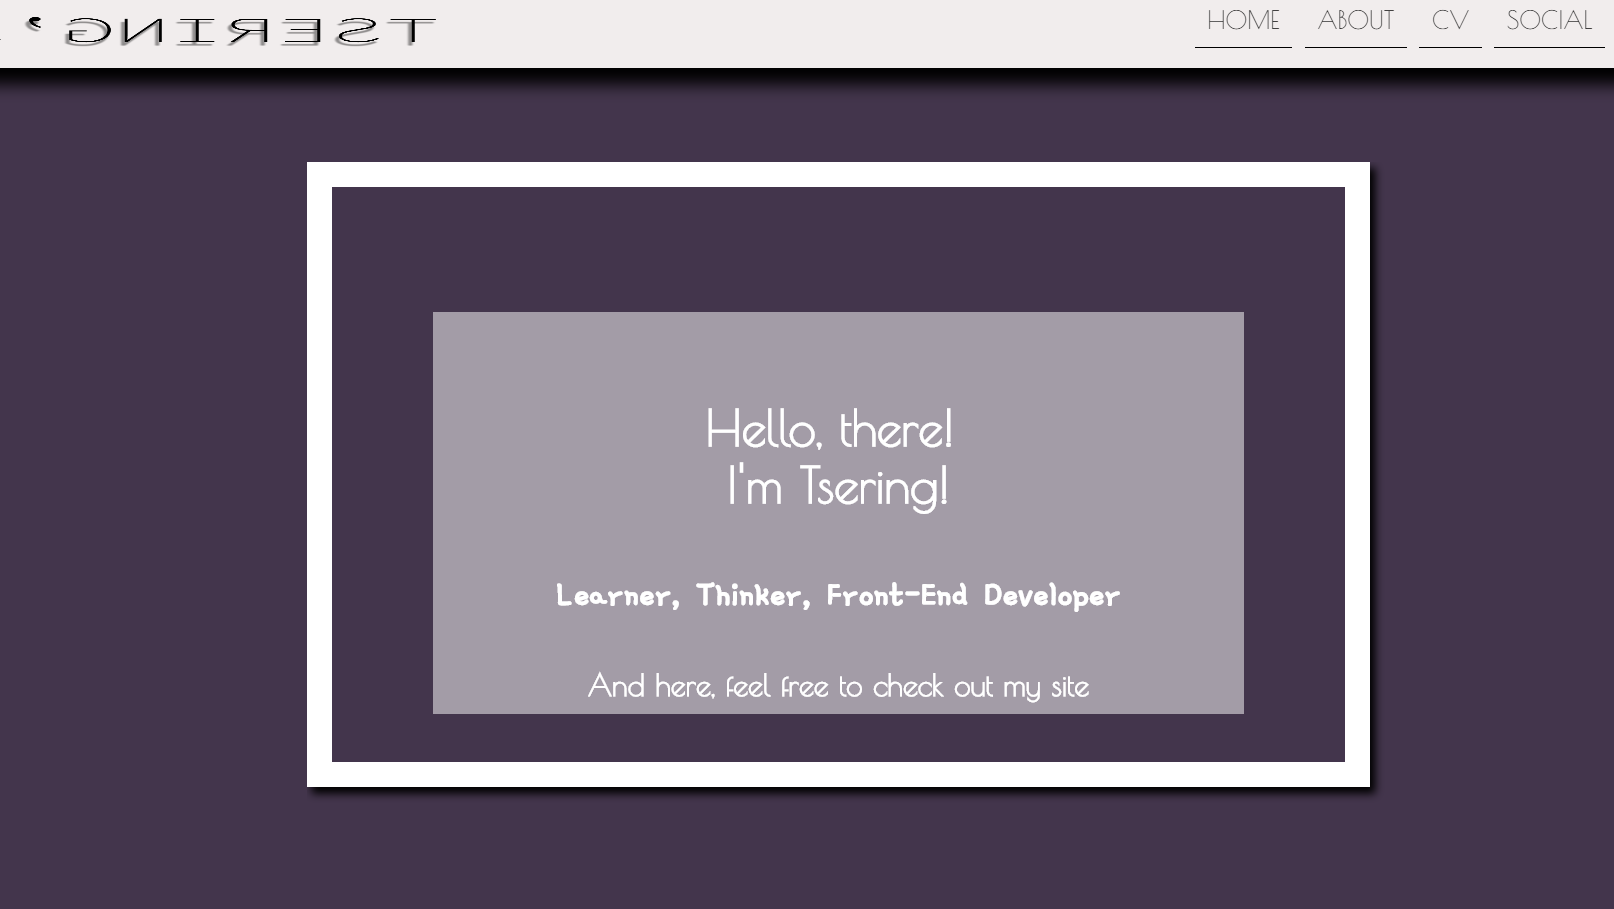 TSERING '
HOME ABOUT CV SOCIAL
Hello, there!
I'm Tsering!
Learner, Thinker, Front-End Developer
And here, feel free to check out my site